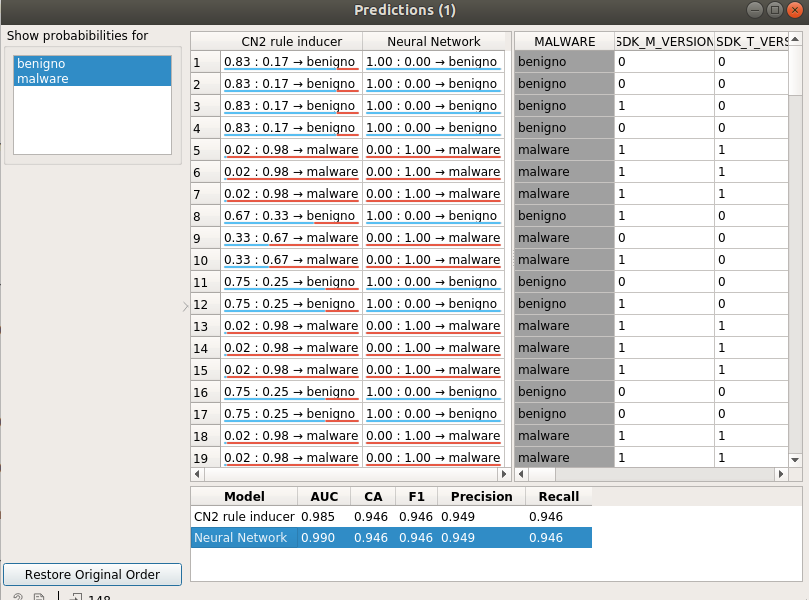 Predictions (1)
Show probabibilities for
benigno
malware
CN2 rule inducer Neural Network MALWARE SDK_M_VERSION SDK_T_VERS
1 0.83 : 0.17 → benigno 1.00 : 0.00 → benigno benigno 0 0
2 0.83 : 0.17 → benigno 1.00 : 0.00 → benigno benigno 0 0
3 0.83 : 0.17 → benigno 1.00 : 0.00 → benigno benigno 1 0
4 0.83 : 0.17 → benigno 1.00 : 0.00 → benigno benigno 0 0
5 0.02 : 0.98 → malware 0.00 : 1.00 → malware malware 1 1
6 0.02 : 0.98 → malware 0.00 : 1.00 → malware malware 1 1
7 0.02 : 0.98 → malware 0.00 : 1.00 → malware malware 1 1
8 0.67 : 0.33 → benigno 1.00 : 0.00 → benigno benigno 1 0
9 0.33 : 0.67 → malware 0.00 : 1.00 → malware malware 0 0
10 0.33 : 0.67 → malware 0.00 : 1.00 → malware malware 1 0
11 0.75 : 0.25 → benigno 1.00 : 0.00 → benigno benigno 0 0
12 0.75 : 0.25 → benigno 1.00 : 0.00 → benigno benigno 1 0
13 0.02 : 0.98 → malware 0.00 : 1.00 → malware malware 1 1
14 0.02 : 0.98 → malware 0.00 : 1.00 → malware malware 1 1
15 0.02 : 0.98 → malware 0.00 : 1.00 → malware malware 1 1
16 0.75 : 0.25 → benigno 1.00 : 0.00 → benigno benigno 0 0
17 0.75 : 0.25 → benigno 1.00 : 0.00 → benigno benigno 0 0
18 0.02 : 0.98 → malware 0.00 : 1.00 → malware malware 1 1
19 0.02 : 0.98 → malware 0.00 : 1.00 → malware malware 1 1
Model AUC CA F1 Precision Recall
CN2 rule inducer 0.985 0.946 0.946 0.949 0.946
Neural Network 0.990 0.946 0.946 0.949 0.946
Restore Original Order
148